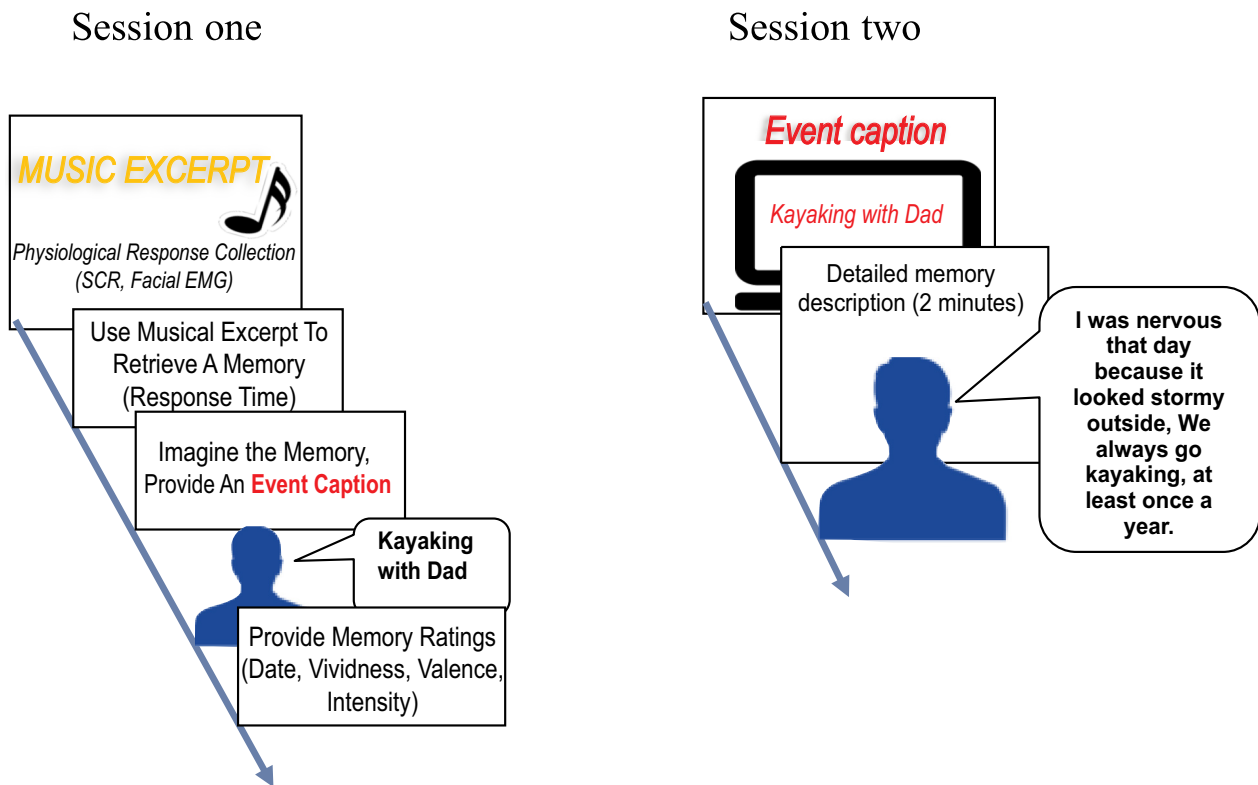 Session one
MUSIC EXCERPT
Physiological Response Collection
(SCR, Facial EMG)
Use Musical Excerpt To
Retrieve A Memory
(Response Time)
Imagine the Memory,
Provide An Event Caption
Kayaking
with Dad
Provide Memory Ratings
(Date, Vividness, Valence,
Intensity)
Session two
Event caption
Kayaking with Dad
Detailed memory
description (2 minutes)
I was nervous
that day
because it
looked stormy
outside, We
always go
kayaking, at
least once a
year.